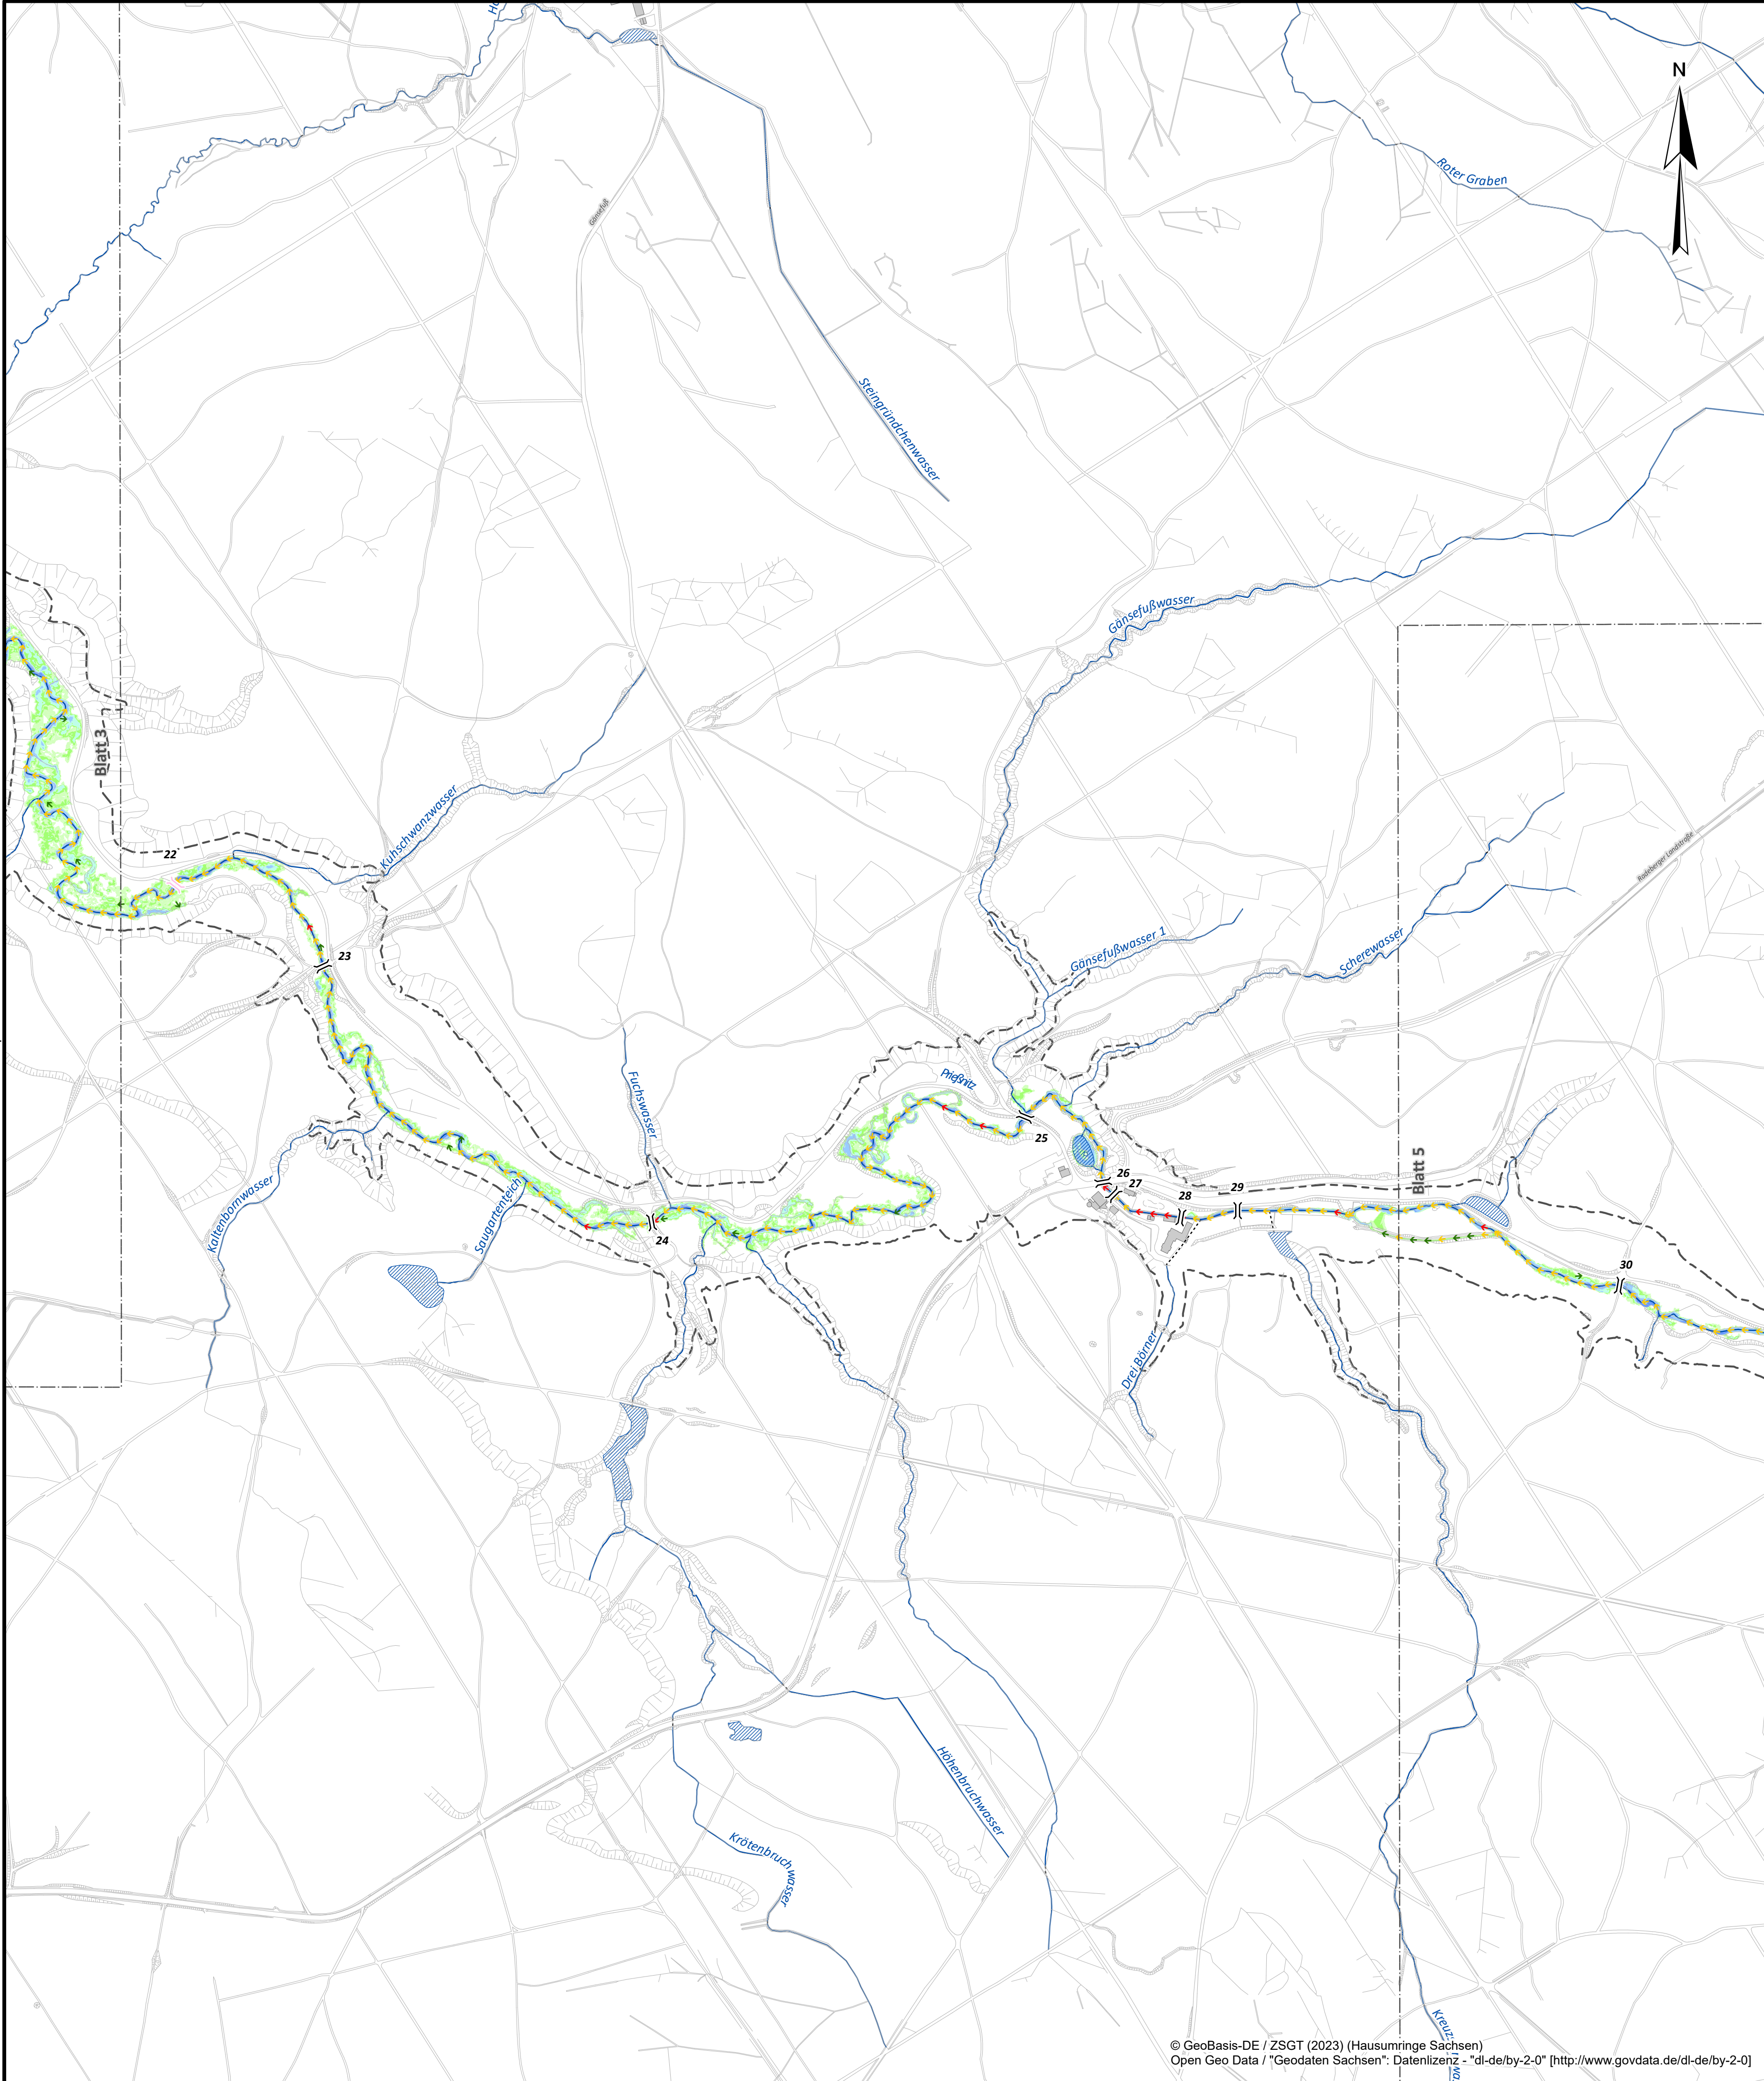 N
Roter Graben
Gänsefuß
Steingründchenwasser
Gänsefußwasser
Blatt 3
Kuhschwanzwasser
Radeberger Landstraße
22
23
Gänsefußwasser 1
Scherewasser
Prießnitz
Fuchswasser
25
Kaltenbornwasser
Saugartenteich
26
27
28
29
Blatt 5
24
30
Drei Börner
Höhenbruchwasser
Krötenbruchwasser
© GeoBasis-DE / ZSGT (2023) (Hausumringe Sachsen)
Open Geo Data / "Geodaten Sachsen": Datenlizenz - "dl-de/by-2-0" [http://www.govdata.de/dl-de/by-2-0]